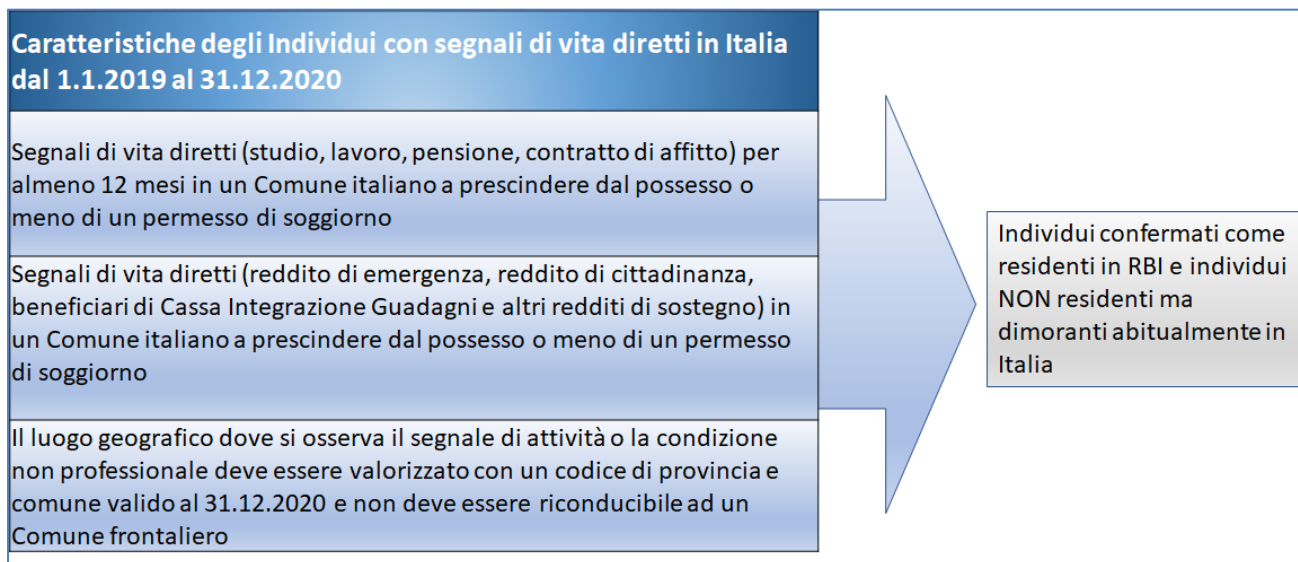 Caratteristiche degli Individui con segnali di vita diretti in Italia
dal 1.1.2019 al 31.12.2020
Segnali di vita diretti (studio, lavoro, pensione, contratto di affitto) per
almeno 12 mesi in un Comune italiano a prescindere dal possesso o
meno di un permesso di soggiorno
Segnali di vita diretti (reddito di emergenza, reddito di cittadinanza,
beneficiari di Cassa Integrazione Guadagni e altri redditi di sostegno) in
un Comune italiano a prescindere dal possesso o meno di un permesso
di soggiorno
Il luogo geografico dove si osserva il segnale di attività o la condizione
non professionale deve essere valorizzato con un codice di provincia e
comune valido al 31.12.2020 e non deve essere riconducibile ad un
Comune frontaliero
Individui confermati come
residenti in RBI e individui
NON residenti ma
dimoranti abitualmente in
Italia